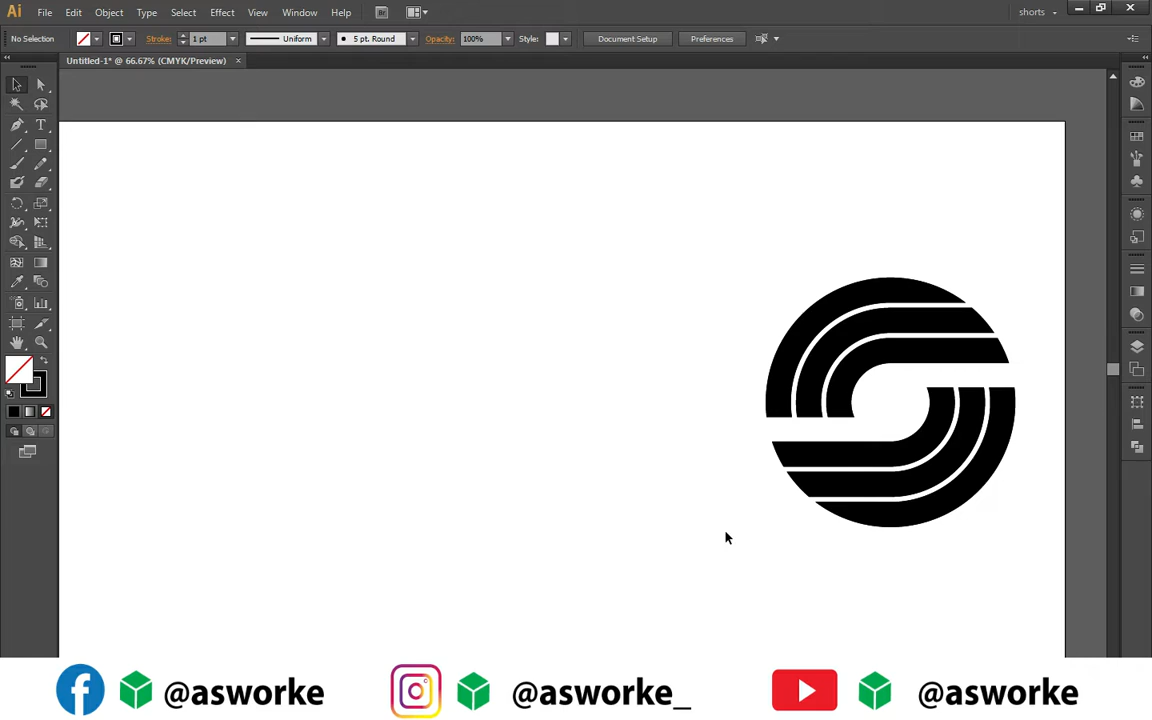 Ai File Edit Object Type Select Effect View Window Help Br shorts
No Selection Stroke: 1 pt Uniform 5 pt. Round Opacity: 100% Style: Document Setup Preferences
Untitled-1* @ 66.67% (CMYK/Preview)
@asworke @asworke_ @asworke